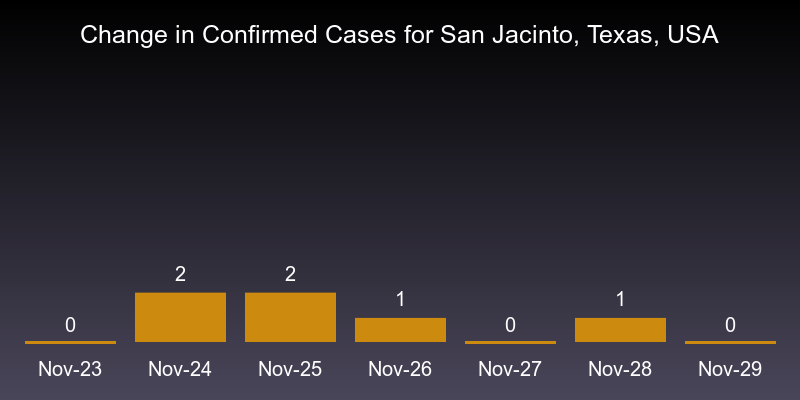 Change in Confirmed Cases for San Jacinto, Texas, USA
0 2 2 1 0 1 0
Nov-23 Nov-24 Nov-25 Nov-26 Nov-27 Nov-28 Nov-29